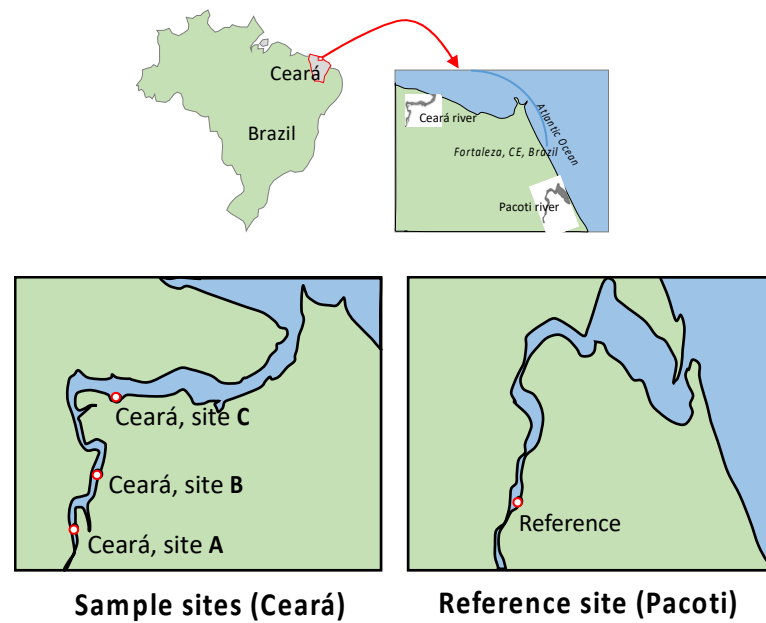 Ceará
Brazil
Ceará river
Atlantic Ocean
Fortaleza, CE, Brazil
Pacoti river
Ceará, site C
Ceará, site B
Ceará, site A
Reference
Sample sites (Ceará)
Reference site (Pacoti)